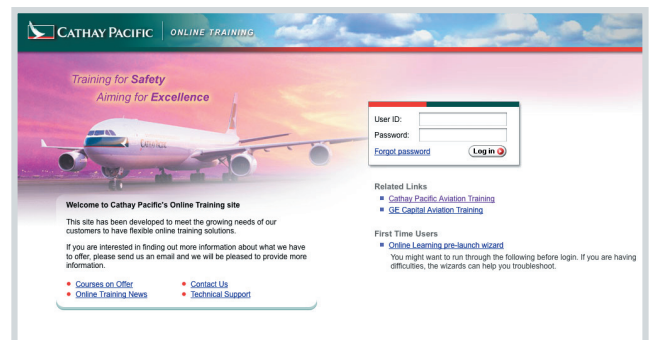 CATHAY PACIFIC ONLINE TRAINING
Training for Safety
Aiming for Excellence
CATHAY PACIFIC
User ID:
Password:
Forgot password
Log in
Related Links
Cathay Pacific Aviation Training
GE Capital Aviation Training
First Time Users
Online Learning pre-launch wizard
You might want to run through the following before login. If you are having
difficulties, the wizards can help you troubleshoot.
Welcome to Cathay Pacific's Online Training site
This site has been developed to meet the growing needs of our
customers to have flexible online training solutions.
If you are interested in finding out more information about what we have
to offer, please send us an email and we will be pleased to provide more
information.
Courses on Offer
Contact Us
Online Training News
Technical Support